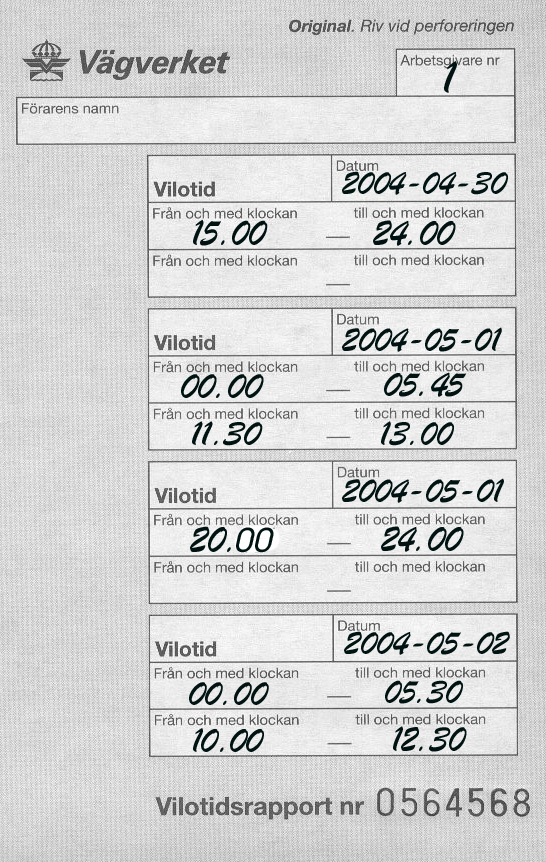 Original. Riv vid perforeringen
Vägverket
Arbetsgivare nr
1
Förarens namn
Vilotid
Datum
2004-04-30
Från och med klockan till och med klockan
15.00 — 24.00
Från och med klockan till och med klockan
—
Vilotid
Datum
2004-05-01
Från och med klockan till och med klockan
00.00 — 05.45
Från och med klockan till och med klockan
11.30 — 13.00
Vilotid
Datum
2004-05-01
Från och med klockan till och med klockan
20.00 — 24.00
Från och med klockan till och med klockan
—
Vilotid
Datum
2004-05-02
Från och med klockan till och med klockan
00.00 — 05.30
Från och med klockan till och med klockan
10.00 — 12.30
Vilotidsrapport nr 0564568